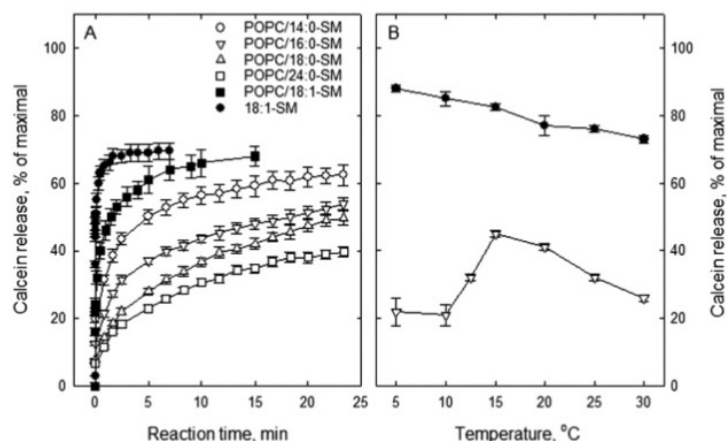 A
POPC/14:0-SM
POPC/16:0-SM
POPC/18:0-SM
POPC/24:0-SM
POPC/18:1-SM
18:1-SM
Calcein release, % of maximal
100
80
60
40
20
0
0 5 10 15 20 25
Reaction time, min
B
5 10 15 20 25 30
Temperature, °C
100
80
60
40
20
0
Calcein release, % of maximal